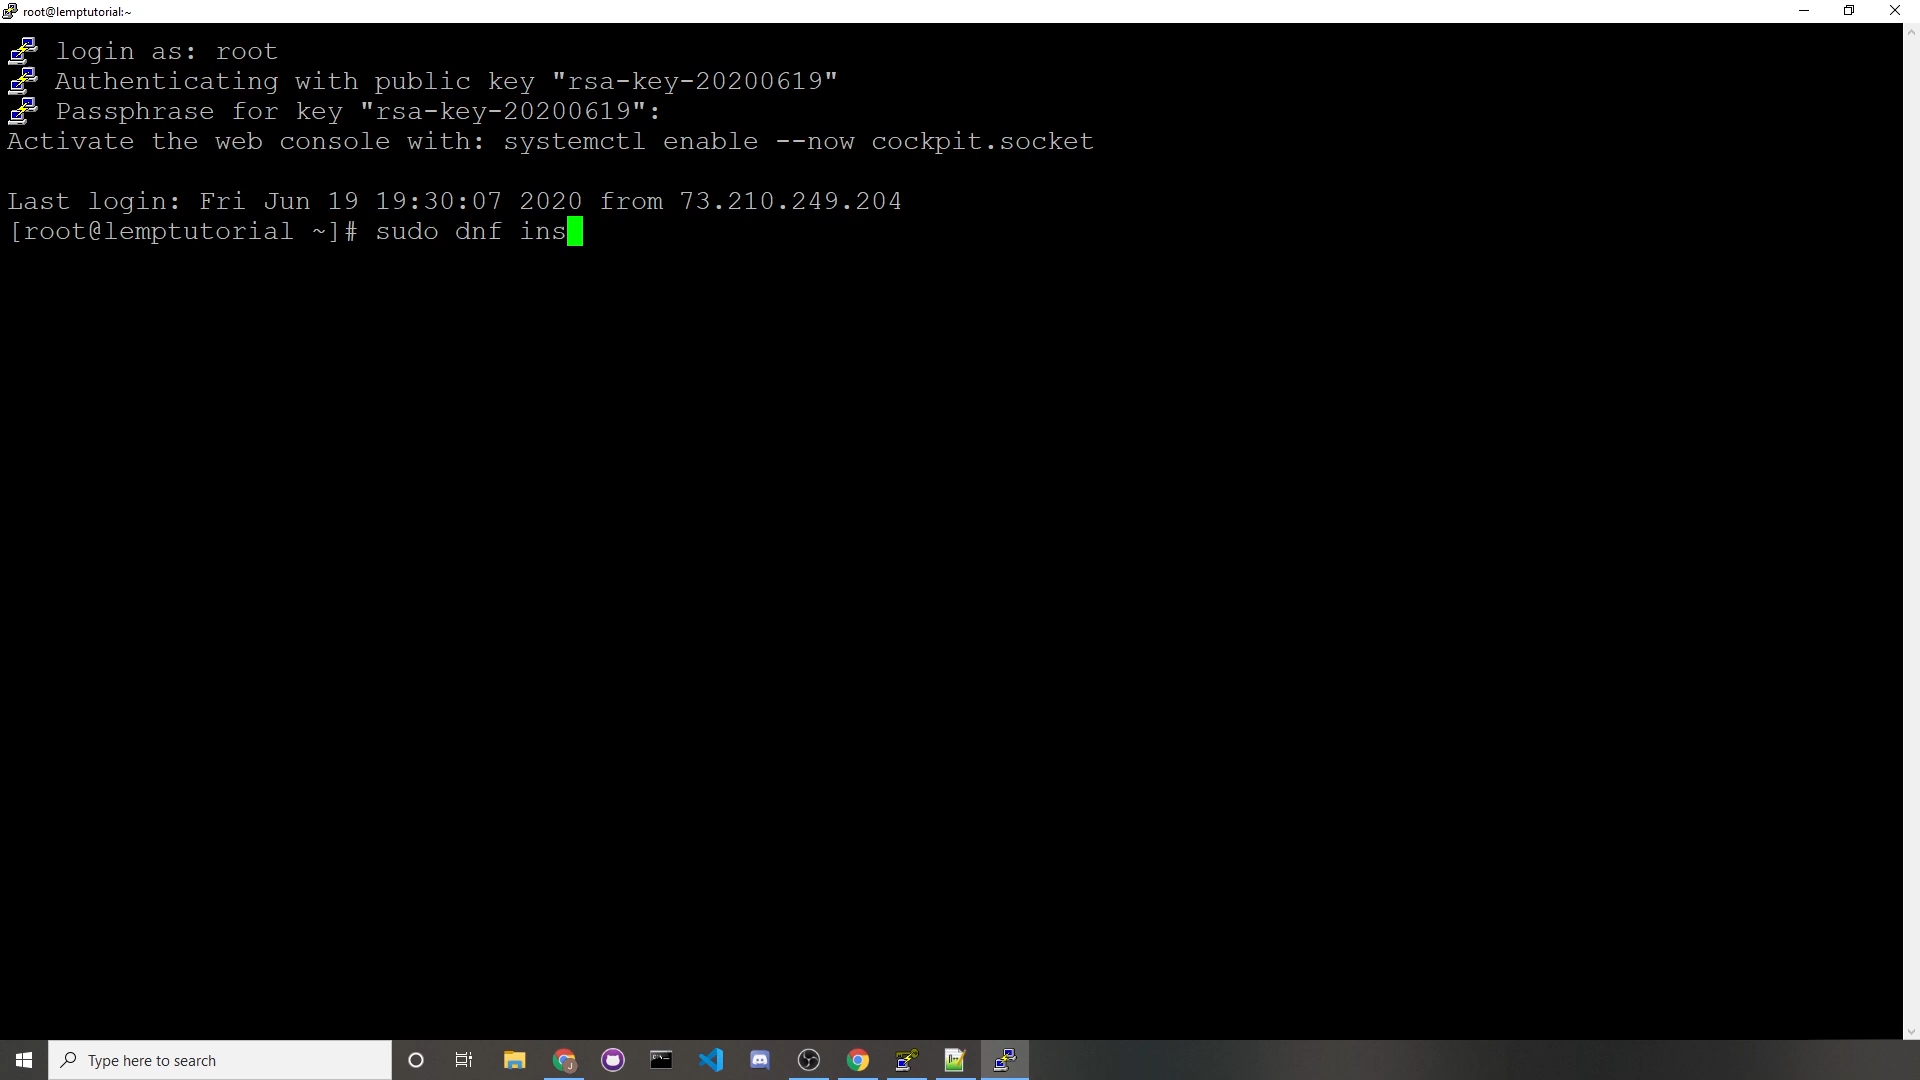 root@lemptutorial:~
login as: root
Authenticating with public key "rsa-key-20200619"
Passphrase for key "rsa-key-20200619":
Activate the web console with: systemctl enable --now cockpit.socket
Last login: Fri Jun 19 19:30:07 2020 from 73.210.249.204
[root@lemptutorial ~]# sudo dnf ins
Type here to search